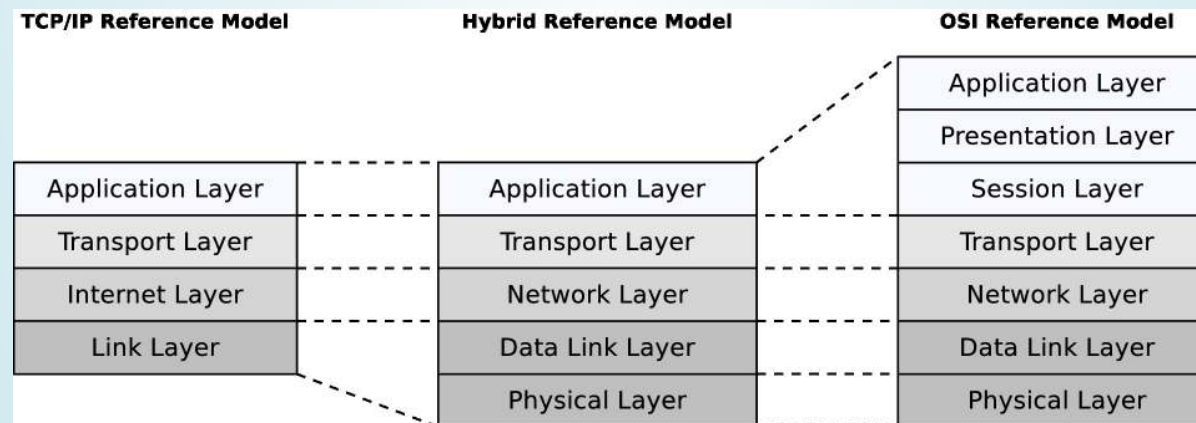 TCP/IP Reference Model
Hybrid Reference Model
OSI Reference Model
Application Layer
Transport Layer
Internet Layer
Link Layer
Application Layer
Transport Layer
Network Layer
Data Link Layer
Physical Layer
Application Layer
Presentation Layer
Session Layer
Transport Layer
Network Layer
Data Link Layer
Physical Layer